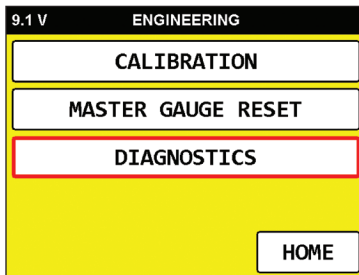 9.1 V ENGINEERING
CALIBRATION
MASTER GAUGE RESET
DIAGNOSTICS
HOME